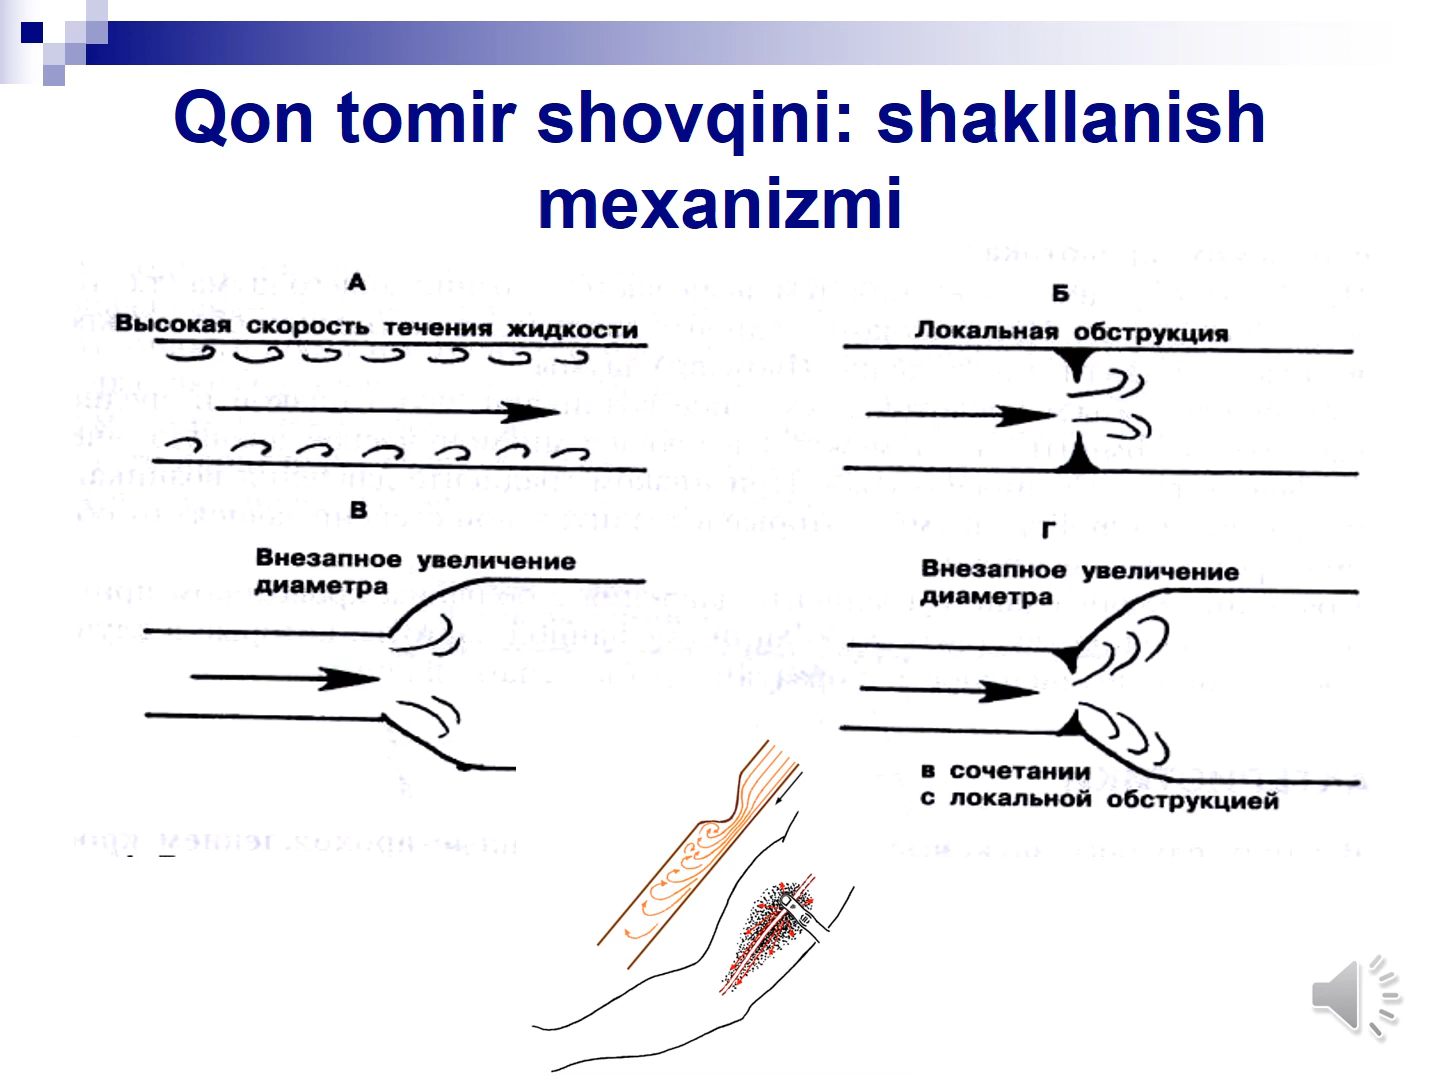 Qon tomir shovqini: shakllanish
mexanizmi
А
Высокая скорость течения жидкости
Б
Локальная обструкция
В
Внезапное увеличение
диаметра
Г
Внезапное увеличение
диаметра
в сочетании
с локальной обструкцией